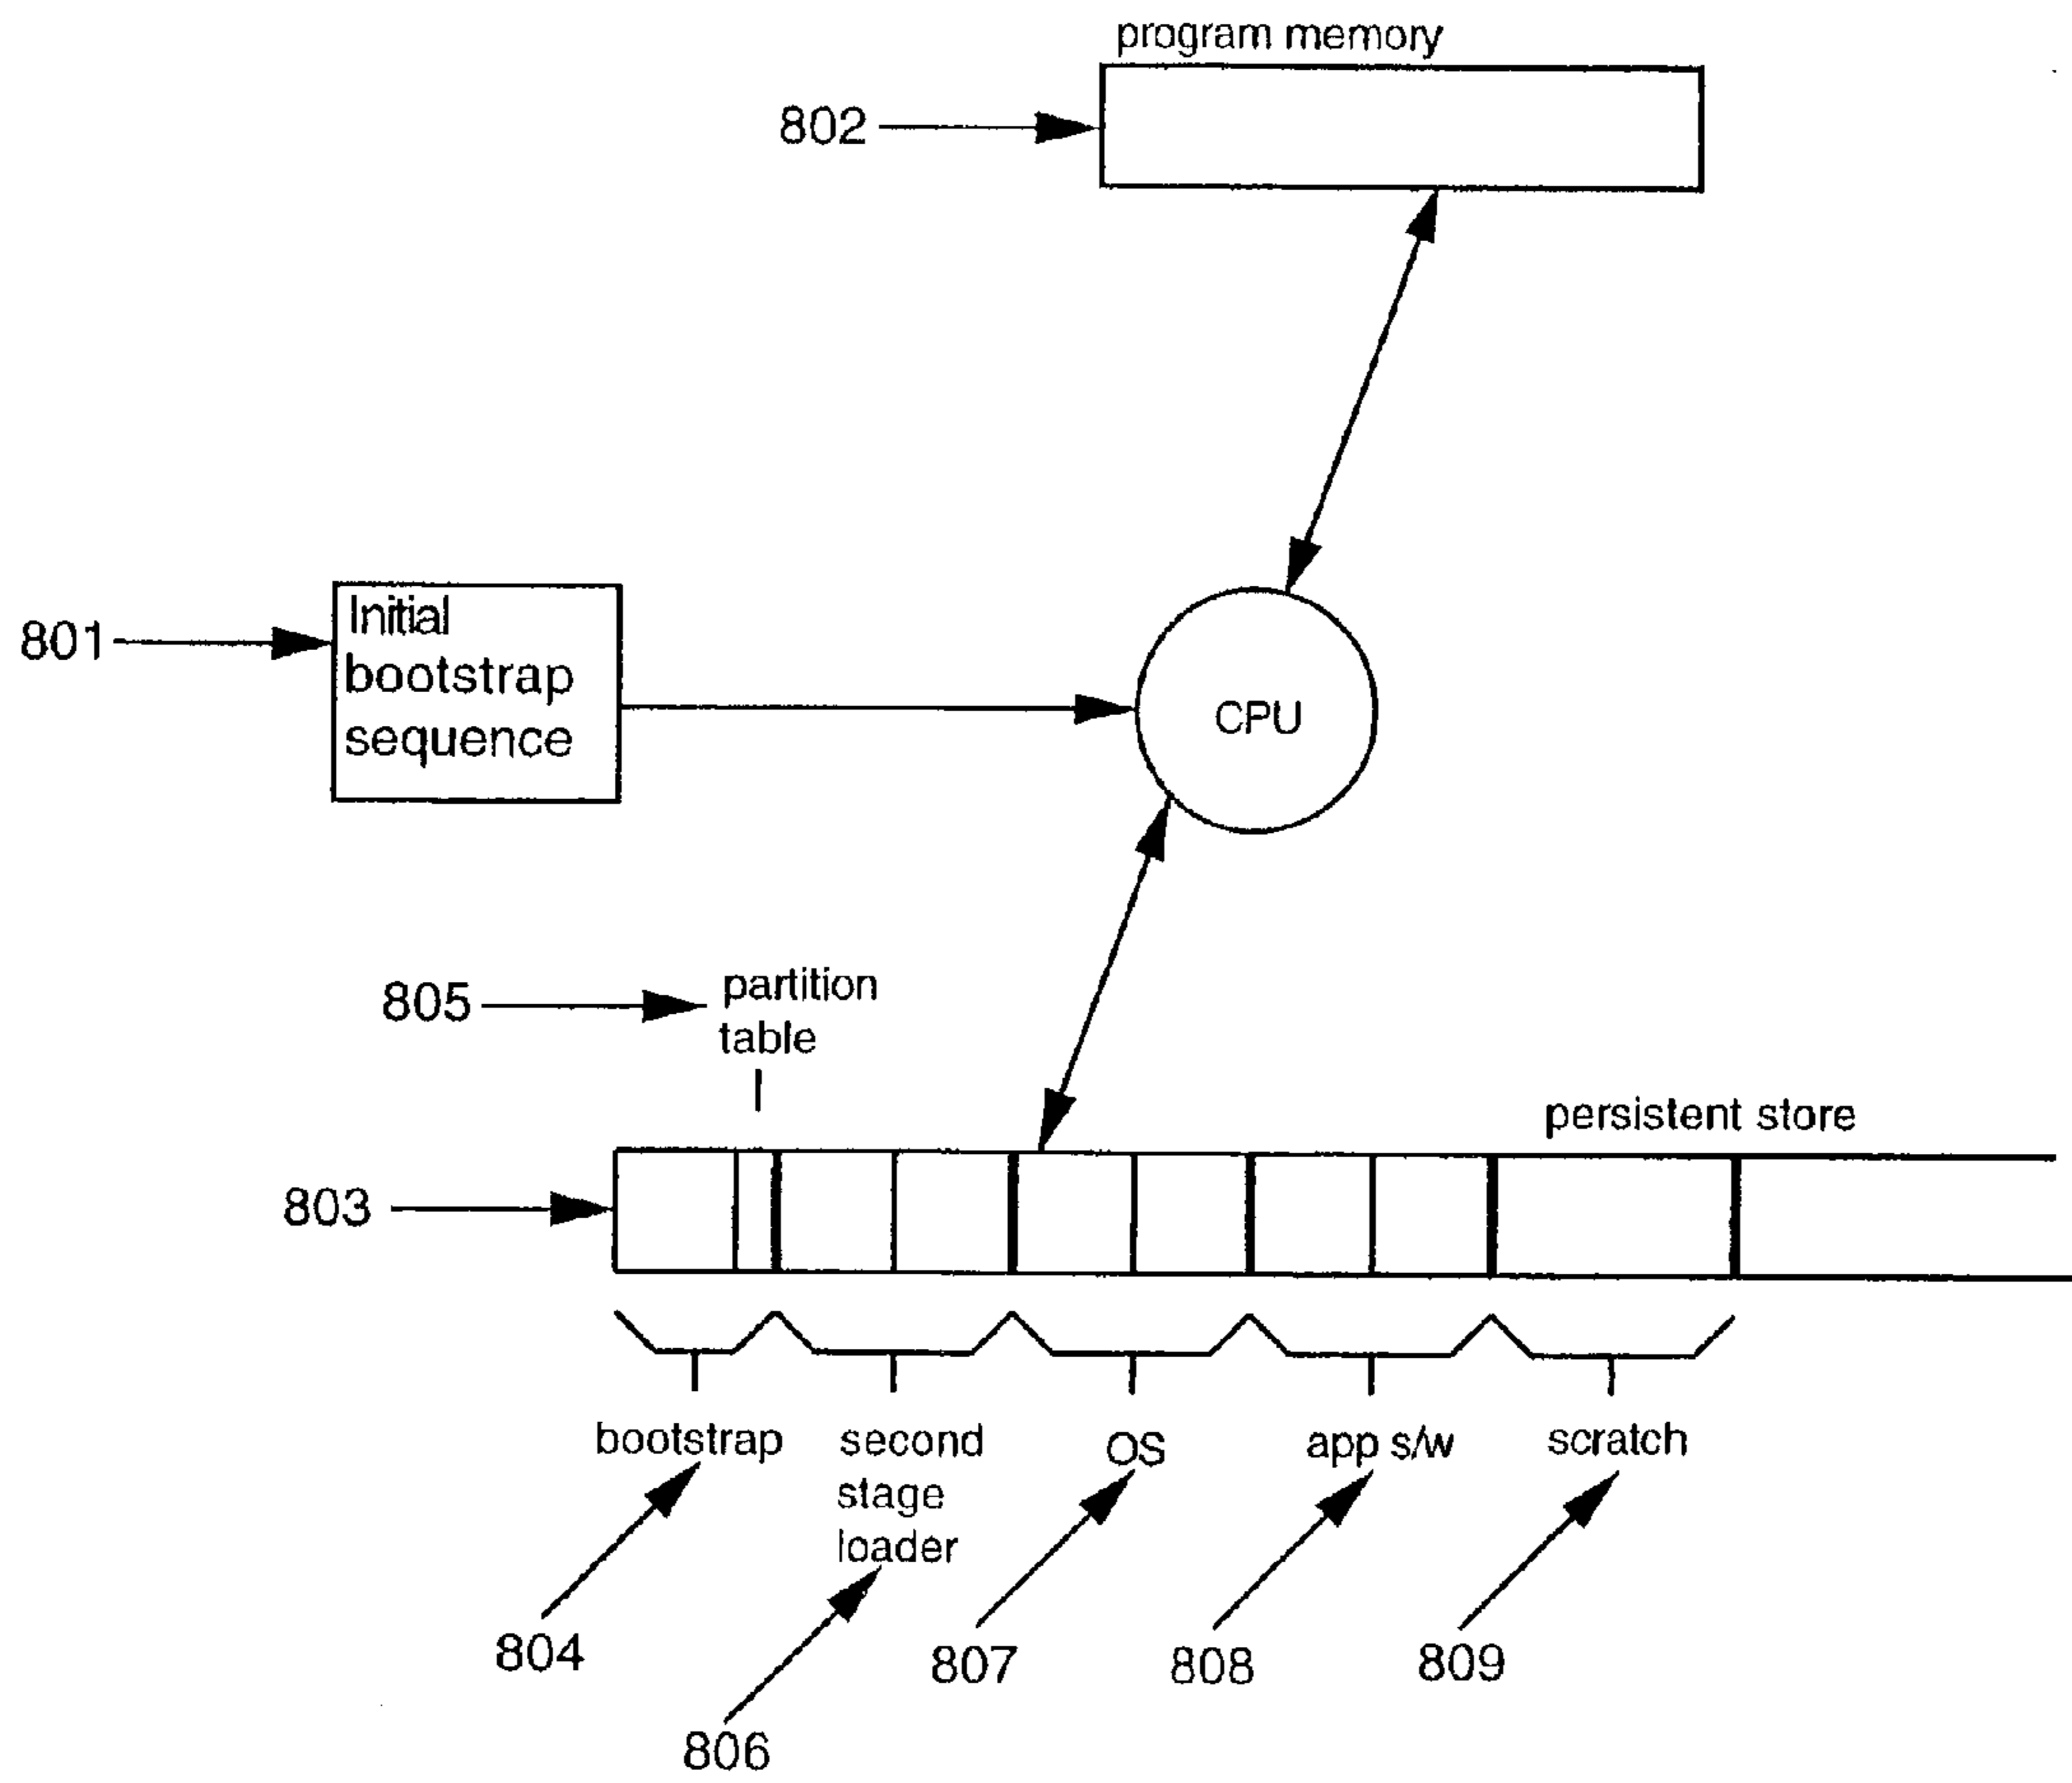 program memory
802
801
Initial
bootstrap
sequence
CPU
805
partition
table
persistent store
803
bootstrap
second
stage
loader
OS
app s/w
scratch
804
806
807
808
809